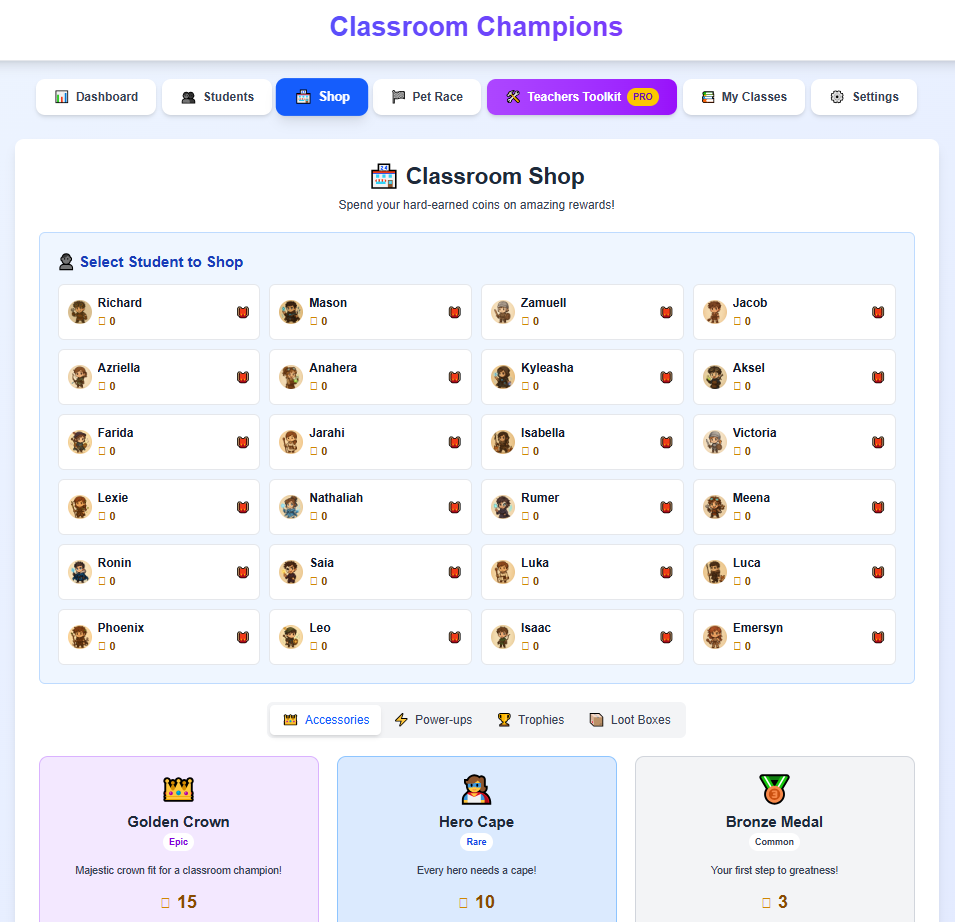 Classroom Champions
Dashboard
Students
Shop
Pet Race
Teachers Toolkit PRO
My Classes
Settings
Classroom Shop
Spend your hard-earned coins on amazing rewards!
Select Student to Shop
Richard
0
Mason
0
Zamuell
0
Jacob
0
Azriella
0
Anahera
0
Kyleasha
0
Aksel
0
Farida
0
Jarahi
0
Isabella
0
Victoria
0
Lexie
0
Nathaliah
0
Rumer
0
Meena
0
Ronin
0
Saia
0
Luka
0
Luca
0
Phoenix
0
Leo
0
Isaac
0
Emersyn
0
Accessories
Power-ups
Trophies
Loot Boxes
Golden Crown
Epic
Majestic crown fit for a classroom champion!
15
Hero Cape
Rare
Every hero needs a cape!
10
3
Bronze Medal
Common
Your first step to greatness!
3